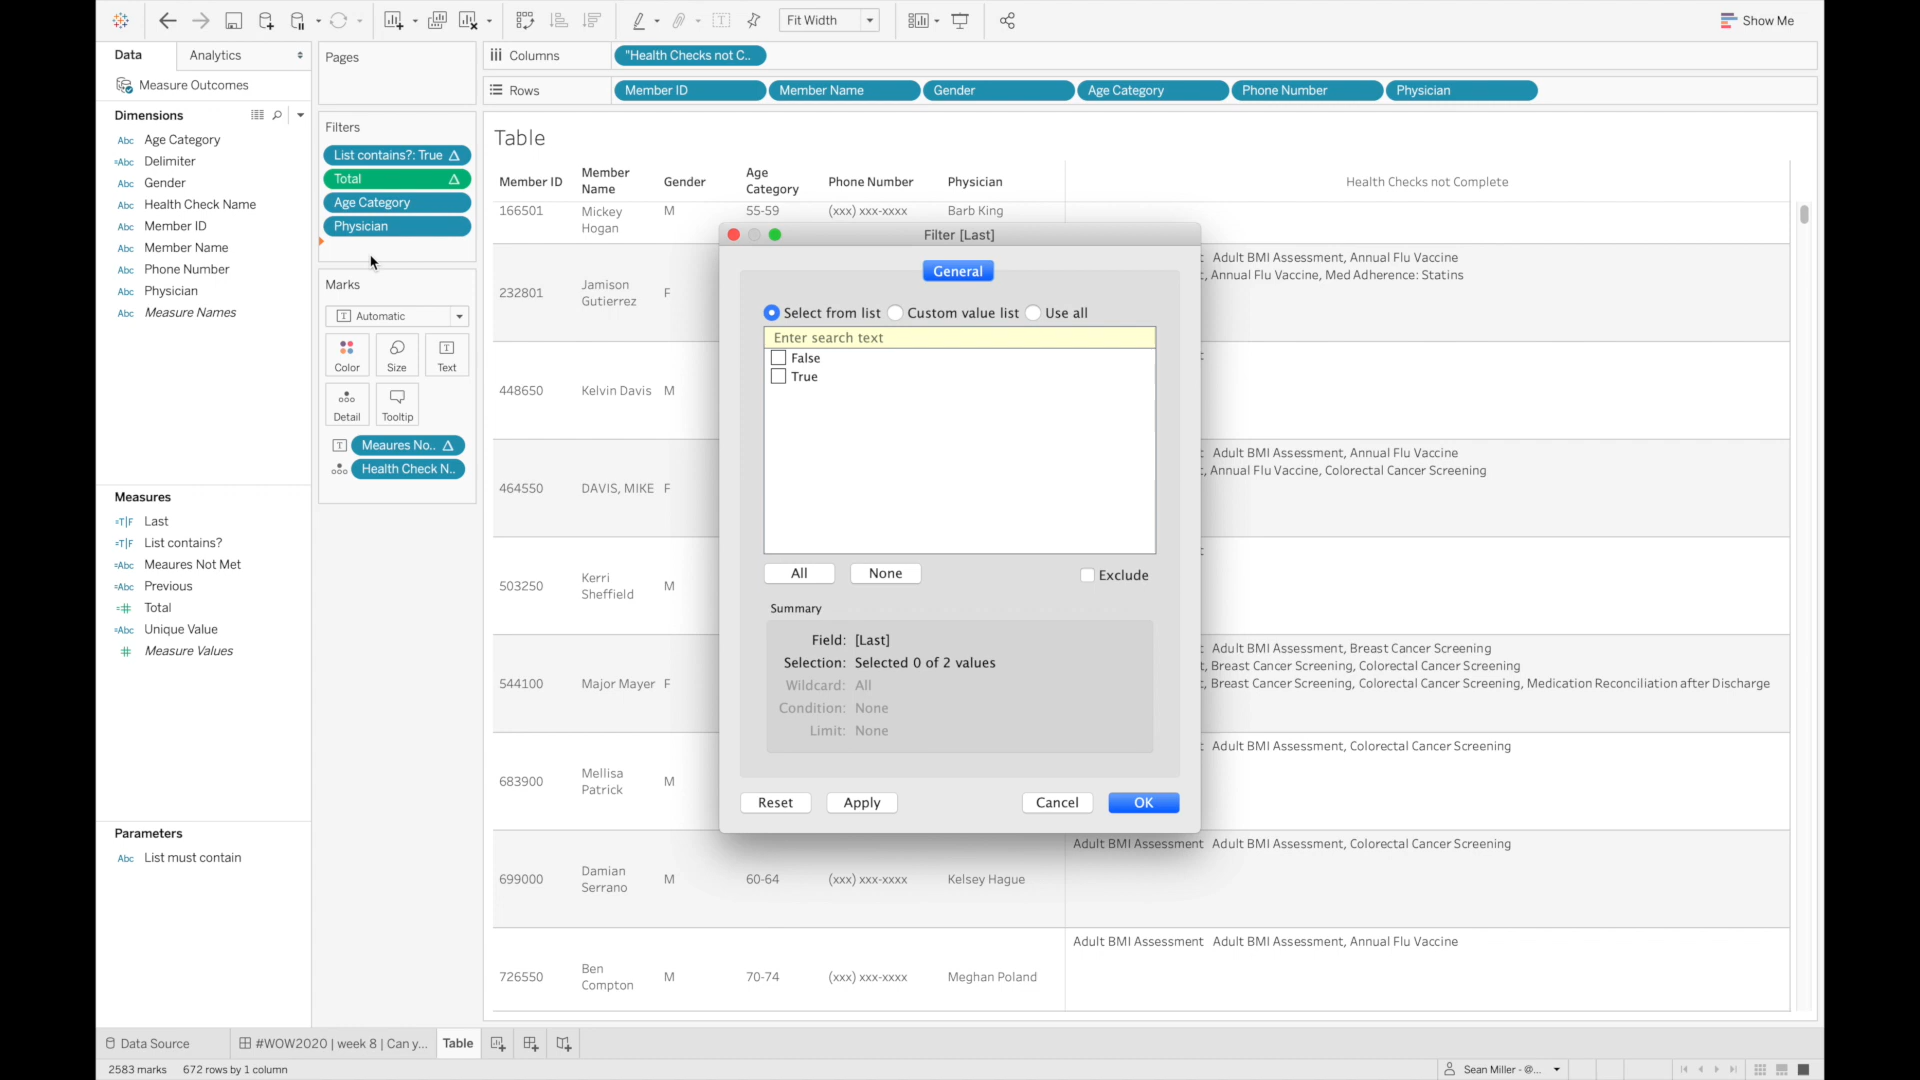 Fit Width
Show Me
Data
Analytics
Pages
Columns
"Health Checks not C..
Measure Outcomes
Rows
Member ID
Member Name
Gender
Age Category
Phone Number
Physician
Dimensions
Abc Age Category
=Abc Delimiter
Abc Gender
Abc Health Check Name
Abc Member ID
Abc Member Name
Abc Phone Number
Abc Physician
Abc Measure Names
Filters
List contains?: True
Total
Age Category
Physician
Marks
Automatic
Color
Size
Text
Detail
Tooltip
Meaures No..
Health Check N..
Measures
=T|F Last
=T|F List contains?
=Abc Meaures Not Met
=Abc Previous
=# Total
=Abc Unique Value
# Measure Values
Parameters
Abc List must contain
Table
Member ID
Member
Name
Gender
Age
Category
Phone Number
Physician
Health Checks not Complete
166501
Mickey
Hogan
M
55-59
(xxx) xxx-xxxx
Barb King
232801
Jamison
Gutierrez
F
Adult BMI Assessment, Annual Flu Vaccine
, Annual Flu Vaccine, Med Adherence: Statins
448650
Kelvin Davis
M
464550
DAVIS, MIKE
F
Adult BMI Assessment, Annual Flu Vaccine
, Annual Flu Vaccine, Colorectal Cancer Screening
503250
Kerri
Sheffield
M
544100
Major Mayer
F
Adult BMI Assessment, Breast Cancer Screening
, Breast Cancer Screening, Colorectal Cancer Screening
, Breast Cancer Screening, Colorectal Cancer Screening, Medication Reconciliation after Discharge
683900
Mellisa
Patrick
M
Adult BMI Assessment, Colorectal Cancer Screening
699000
Damian
Serrano
M
60-64
(xxx) xxx-xxxx
Kelsey Hague
Adult BMI Assessment Adult BMI Assessment, Colorectal Cancer Screening
726550
Ben
Compton
M
70-74
(xxx) xxx-xxxx
Meghan Poland
Adult BMI Assessment Adult BMI Assessment, Annual Flu Vaccine
Filter [Last]
General
Select from list
Custom value list
Use all
Enter search text
False
True
All
None
Exclude
Summary
Field: [Last]
Selection: Selected 0 of 2 values
Wildcard: All
Condition: None
Limit: None
Reset
Apply
Cancel
OK
Data Source
#WOW2020 | week 8 | Can y...
Table
2583 marks
672 rows by 1 column
Sean Miller - @...